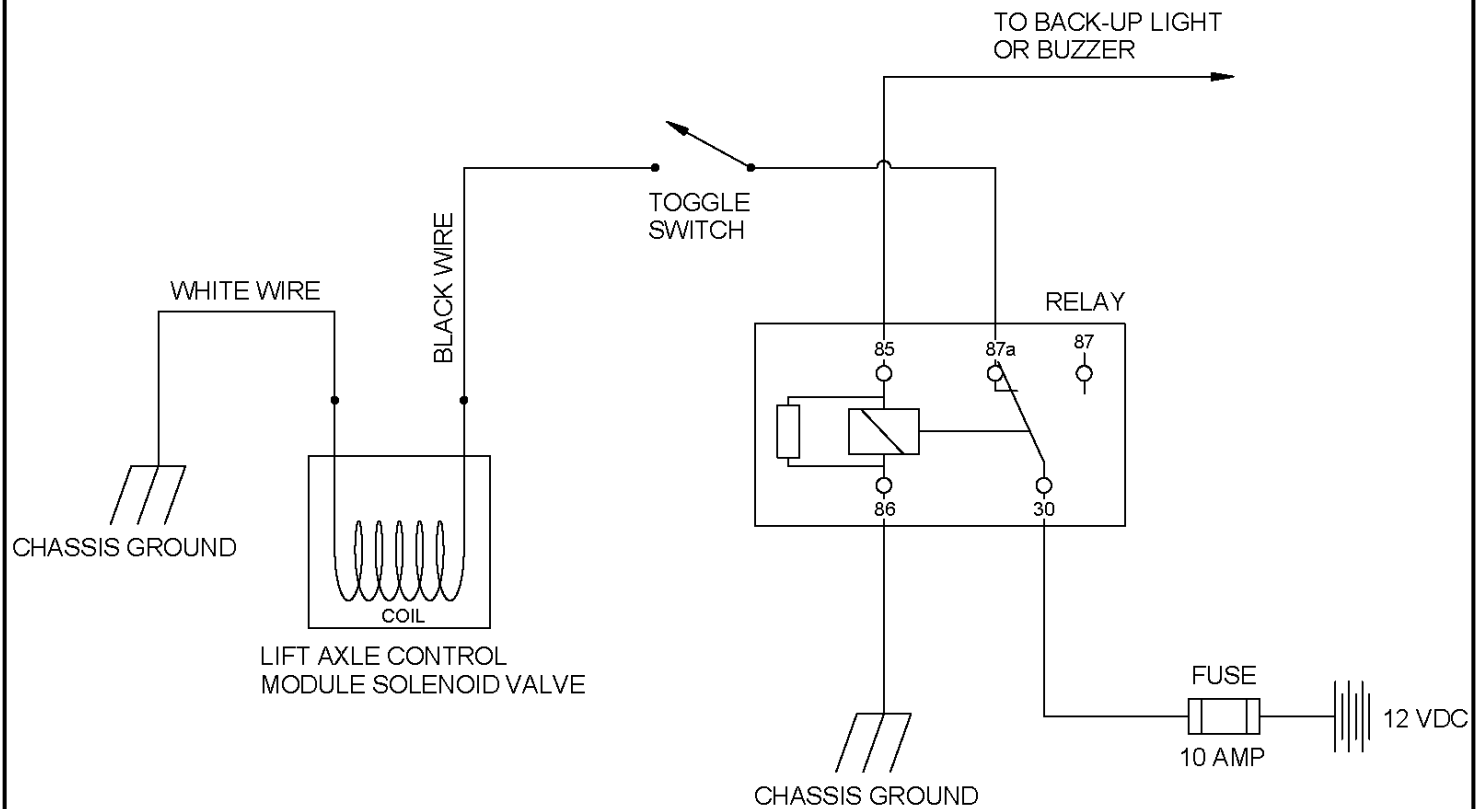 TO BACK-UP LIGHT
OR BUZZER
TOGGLE
SWITCH
BLACK WIRE
WHITE WIRE
RELAY
85
87a
87
86
30
CHASSIS GROUND
COIL
LIFT AXLE CONTROL
MODULE SOLENOID VALVE
FUSE
12 VDC
10 AMP
CHASSIS GROUND